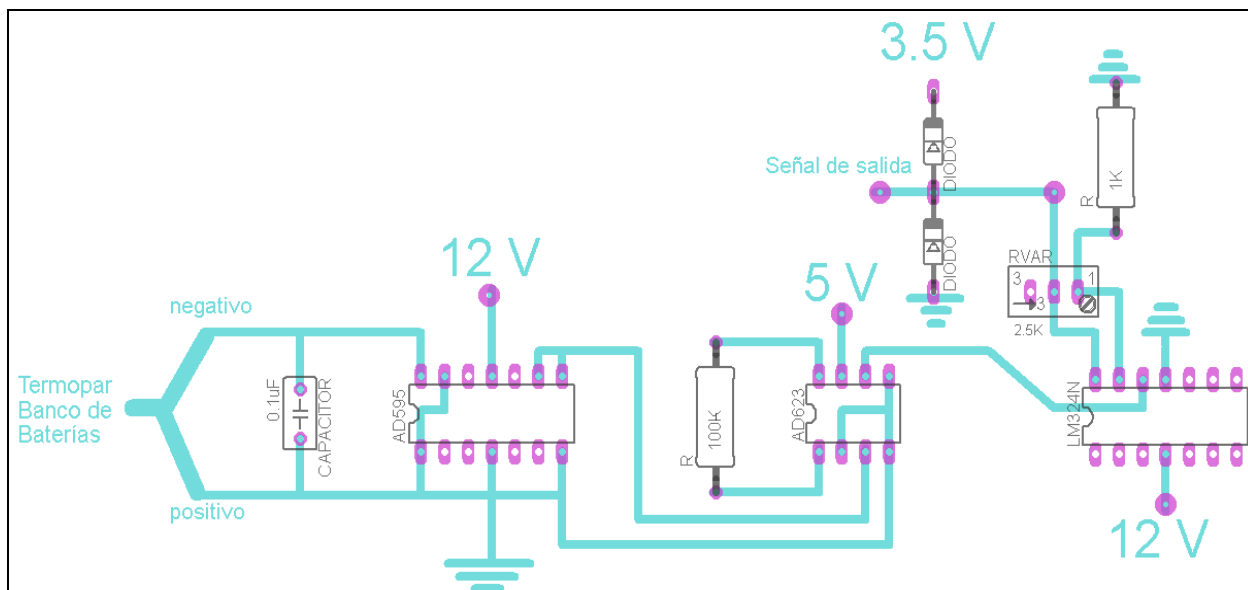 3.5 V
DIODO
Señal de salida
1K
R
12 V
5 V
DIODO
RVAR
3
1
3
2.5K
negativo
Termopar
Banco de
Baterías
0.1uF
CAPACITOR
AD595
R
100K
AD623
LM324N
positivo
12 V